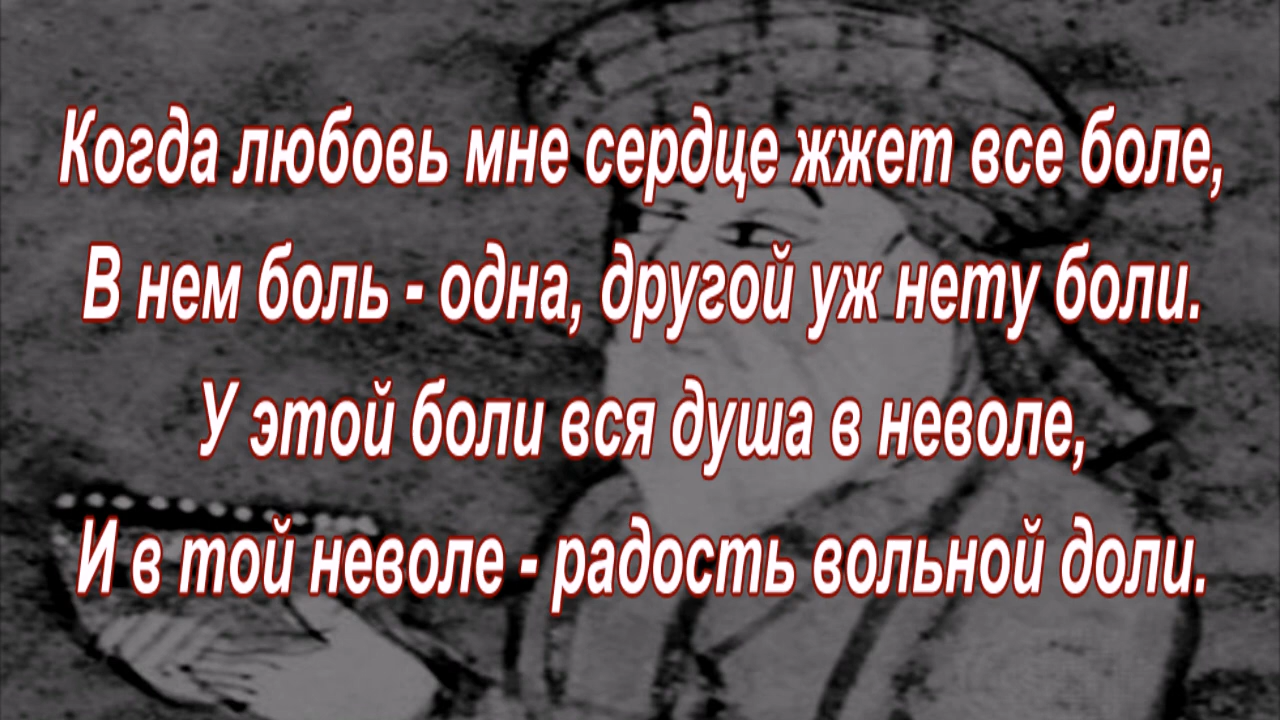 Когда любовь мне сердце жжет все боле,
В нем боль - одна, другой уж нету боли.
У этой боли вся душа в неволе,
И в той неволе - радость вольной доли.